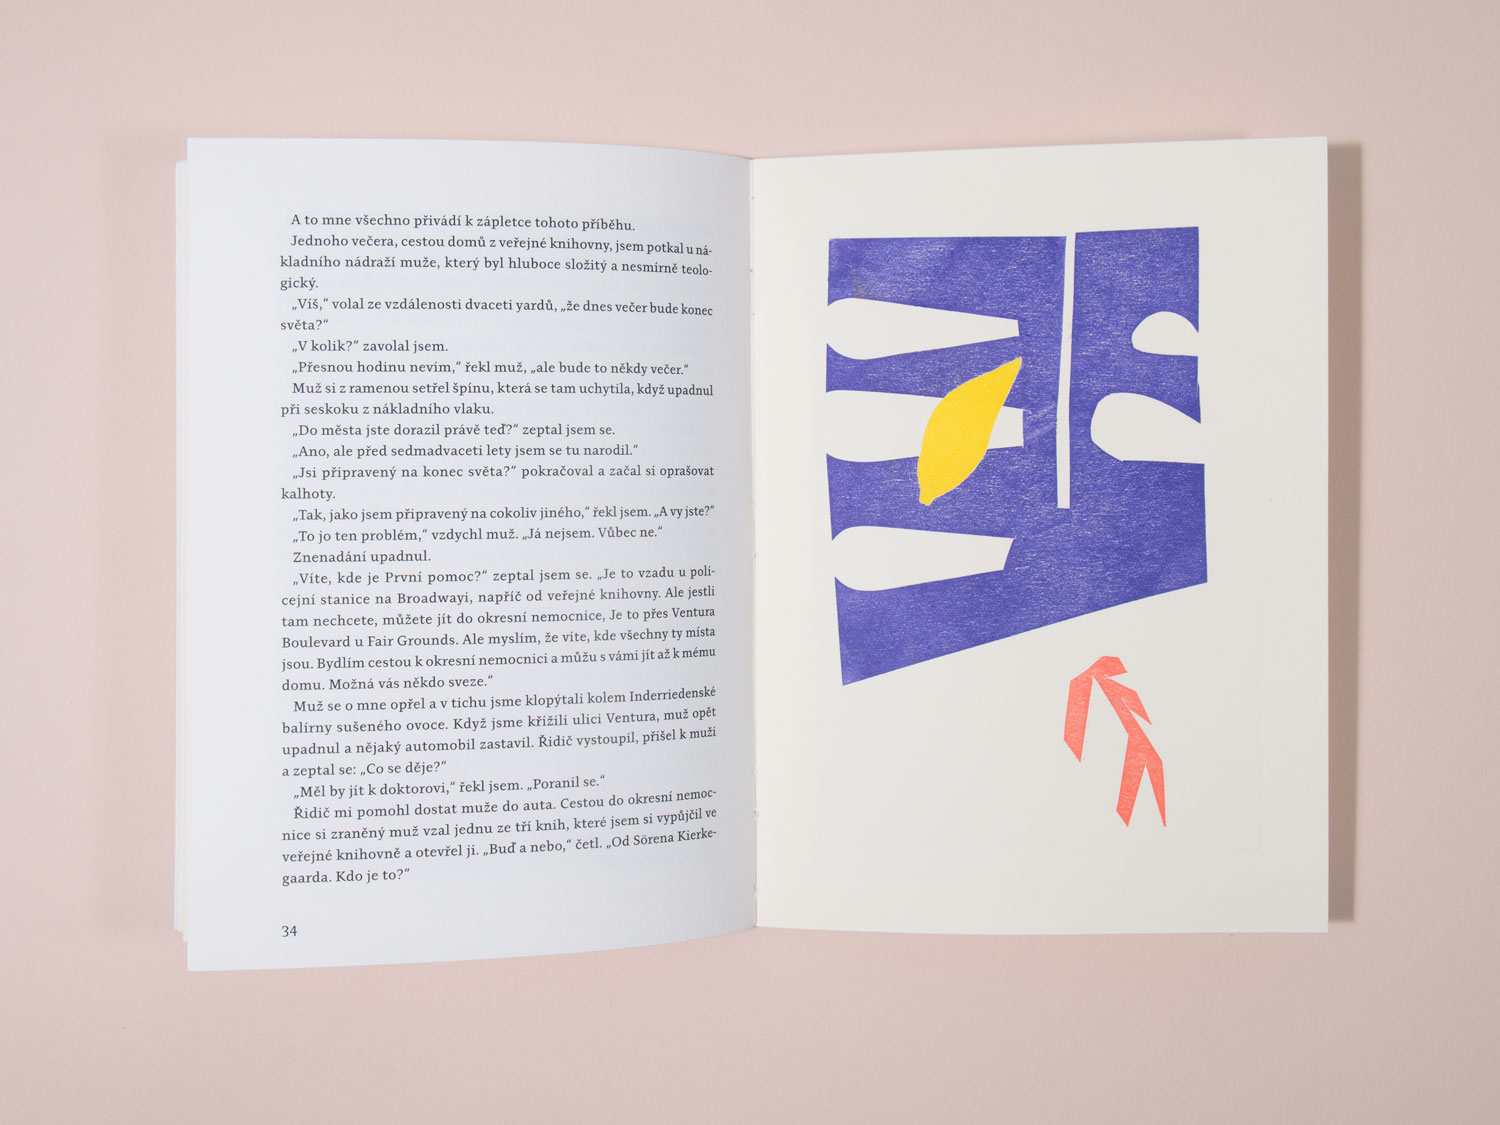 A to mne všechno přivádí k zápletce tohoto příběhu.
Jednoho večera, cestou domů z veřejné knihovny, jsem potkal u ná-
kladního nádraží muže, který byl hluboce složitý a nesmírně teolo-
gický.
„Víš,“ volal ze vzdálenosti dvaceti yardů, „že dnes večer bude konec
světa?“
„V kolik?“ zavolal jsem.
„Přesnou hodinu nevím,“ řekl muž, „ale bude to někdy večer.“
Muž si z ramenou setřel špínu, která se tam uchytila, když upadnul
při seskoku z nákladního vlaku.
„Do města jste dorazil právě teď?“ zeptal jsem se.
„Ano, ale před sedmadvaceti lety jsem se tu narodil.“
„Jsi připravený na konec světa?“ pokračoval a začal si oprašovat
kalhoty.
„Tak, jako jsem připravený na cokoliv jiného,“ řekl jsem. „A vy jste?“
„To jo ten problém,“ vzdychl muž. „Já nejsem. Vůbec ne.“
Znenadání upadnul.
„Víte, kde je První pomoc?“ zeptal jsem se. „Je to vzadu u poli-
cejní stanice na Broadwayi, napříč od veřejné knihovny. Ale jestli
tam nechcete, můžete jít do okresní nemocnice, Je to přes Ventura
Boulevard u Fair Grounds. Ale myslím, že víte, kde všechny ty místa
jsou. Bydlím cestou k okresní nemocnici a můžu s vámi jít až k mému
domu. Možná vás někdo sveze.“
Muž se o mne opřel a v tichu jsme klopýtali kolem Inderriedenské
balírny sušeného ovoce. Když jsme křížili ulici Ventura, muž opět
upadnul a nějaký automobil zastavil. Řidič vystoupil, přišel k muži
a zeptal se: „Co se děje?“
„Měl by jít k doktorovi,“ řekl jsem. „Poranil se.“
Řidič mi pomohl dostat muže do auta. Cestou do okresní nemoc-
nice si zraněný muž vzal jednu ze tří knih, které jsem si vypůjčil ve
veřejné knihovně a otevřel ji. „Buď a nebo,“ četl. „Od Sörena Kierke-
gaarda. Kdo je to?“
34